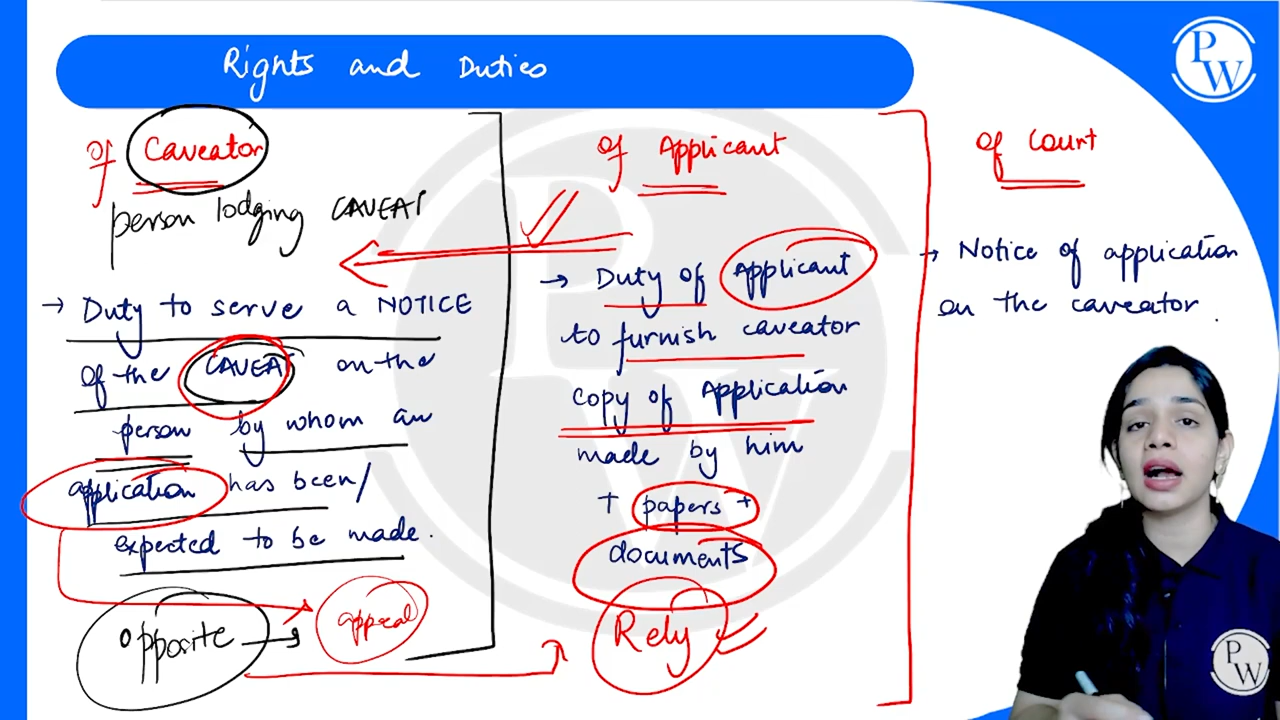 Rights and Duties
of Caveator
person lodging CAVEAT
→ Duty to serve a NOTICE
of the CAVEAT on the
person by whom an
application has been/
expected to be made.
opposite →
appeal
of Applicant
→ Duty of Applicant
to furnish caveator
copy of Application
made by him
+ papers +
documents
Rely
of Court
→ Notice of application
on the caveator.
PW
PW